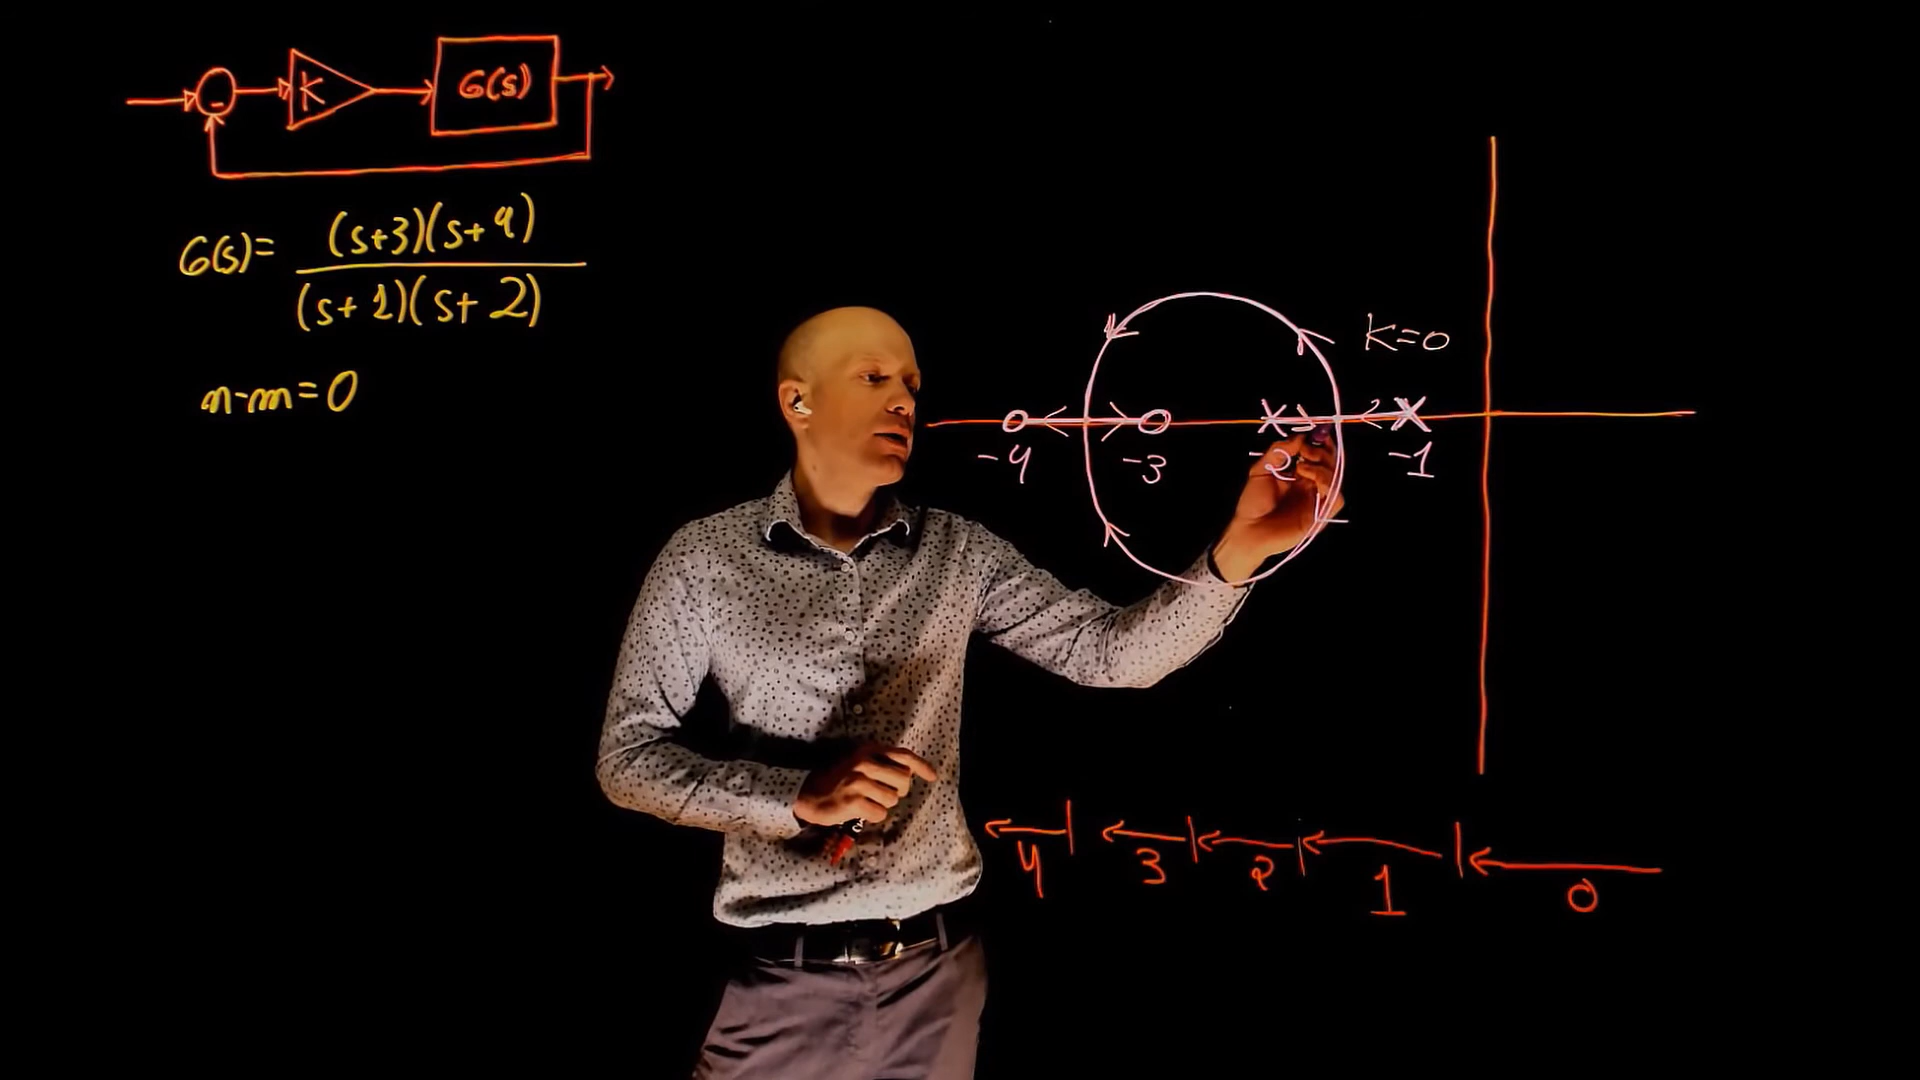 K G(s)
-
G(s)= (s+3)(s+4)
(s+1)(s+2)
n-m=0
K=0
-4 -3 -2 -1
4 3 2 1 0